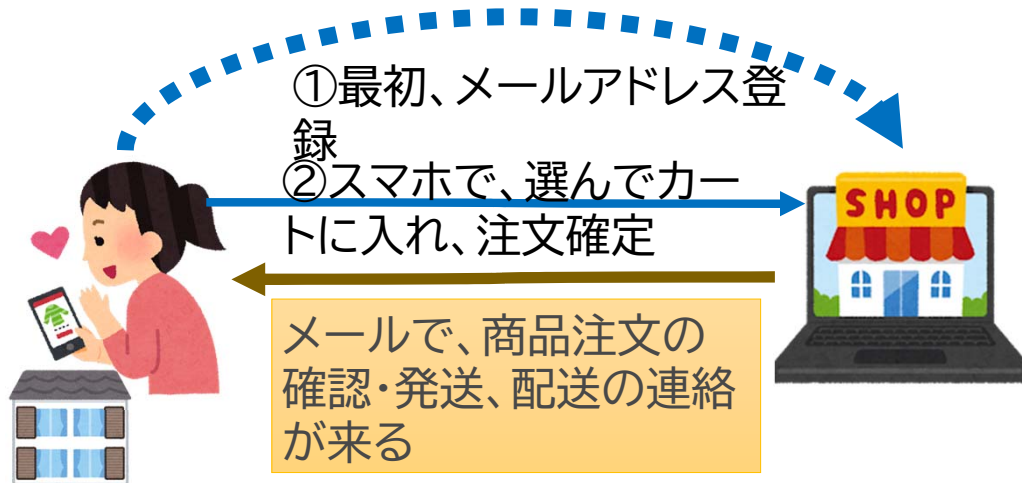 ①最初、メールアドレス登
録
②スマホで、選んでカー
トに入れ、注文確定
SHOP
メールで、商品注文の
確認・発送、配送の連絡
が来る